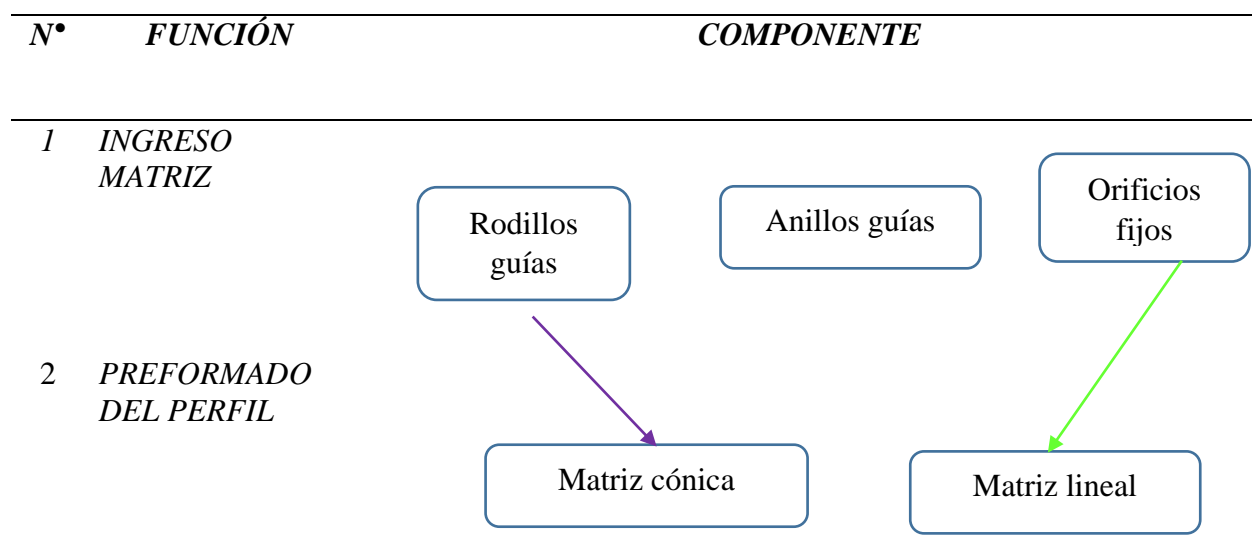 N• FUNCIÓN COMPONENTE
1 INGRESO
MATRIZ
Rodillos
guías
Anillos guías
Orificios
fijos
2 PREFORMADO
DEL PERFIL
Matriz cónica
Matriz lineal